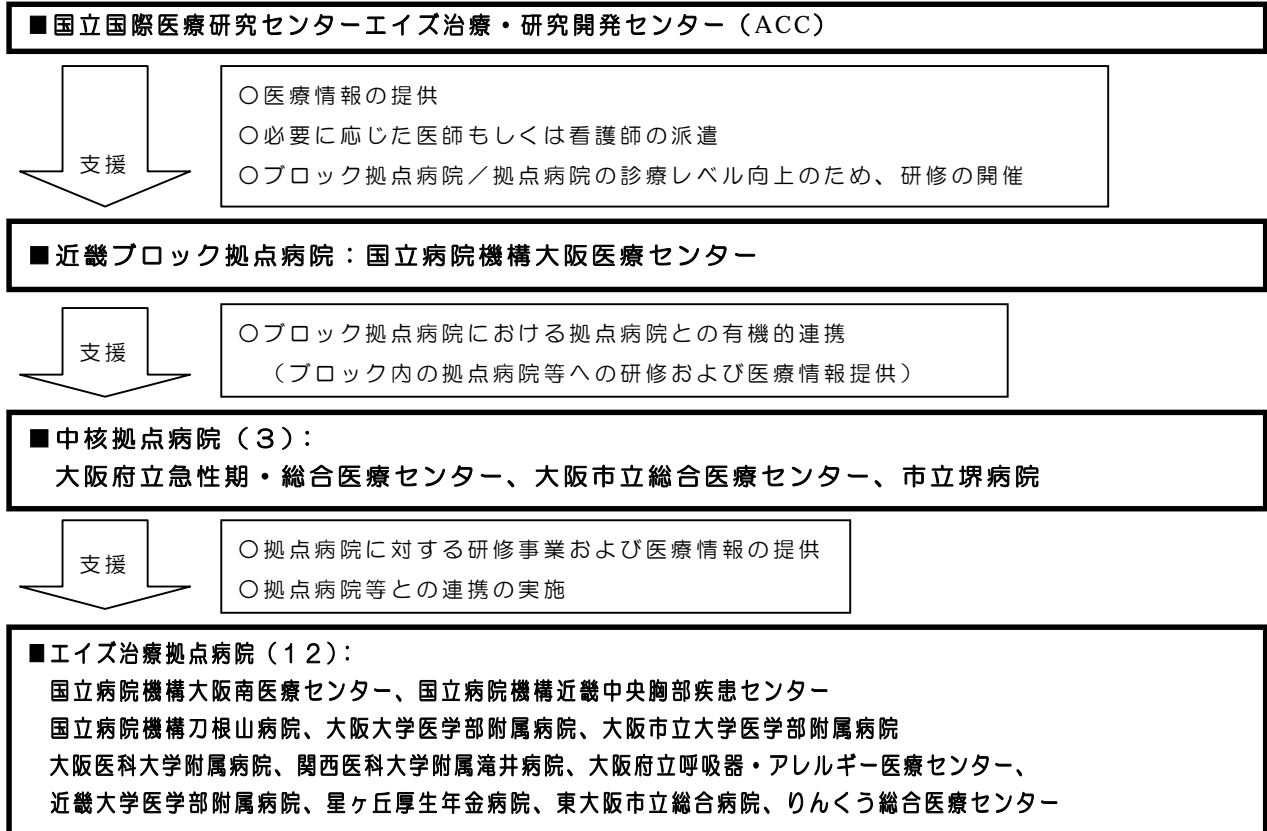 ■国立国際医療研究センターエイズ治療・研究開発センター（ACC）
支援
○医療情報の提供
○必要に応じた医師もしくは看護師の派遣
○ブロック拠点病院／拠点病院の診療レベル向上のため、研修の開催
■近畿ブロック拠点病院：国立病院機構大阪医療センター
支援
○ブロック拠点病院における拠点病院との有機的連携
（ブロック内の拠点病院等への研修および医療情報提供）
■中核拠点病院（３）：
大阪府立急性期・総合医療センター、大阪市立総合医療センター、市立堺病院
支援
○拠点病院に対する研修事業および医療情報の提供
○拠点病院等との連携の実施
■エイズ治療拠点病院（１２）：
国立病院機構大阪南医療センター、国立病院機構近畿中央胸部疾患センター
国立病院機構刀根山病院、大阪大学医学部附属病院、大阪市立大学医学部附属病院
大阪医科大学附属病院、関西医科大学附属滝井病院、大阪府立呼吸器・アレルギー医療センター、
近畿大学医学部附属病院、星ヶ丘厚生年金病院、東大阪市立総合病院、りんくう総合医療センター